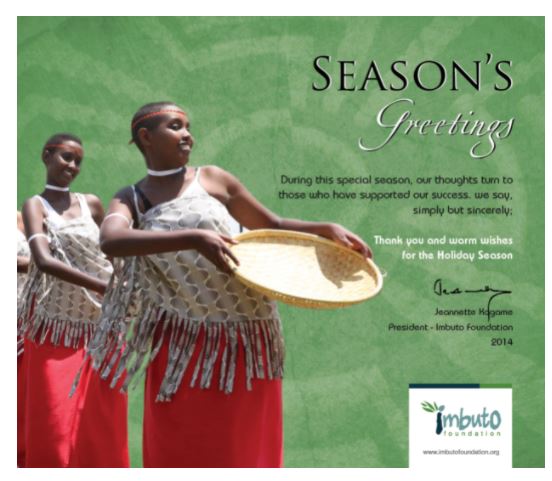 SEASON'S
Greetings
During this special season, our thoughts turn to
those who have supported our success. we say,
simply but sincerely;
Thank you and warm wishes
for the Holiday Season
Jeannette Kagame
President - Imbuto Foundation
2014
imbuto
foundation
www.imbutofoundation.org